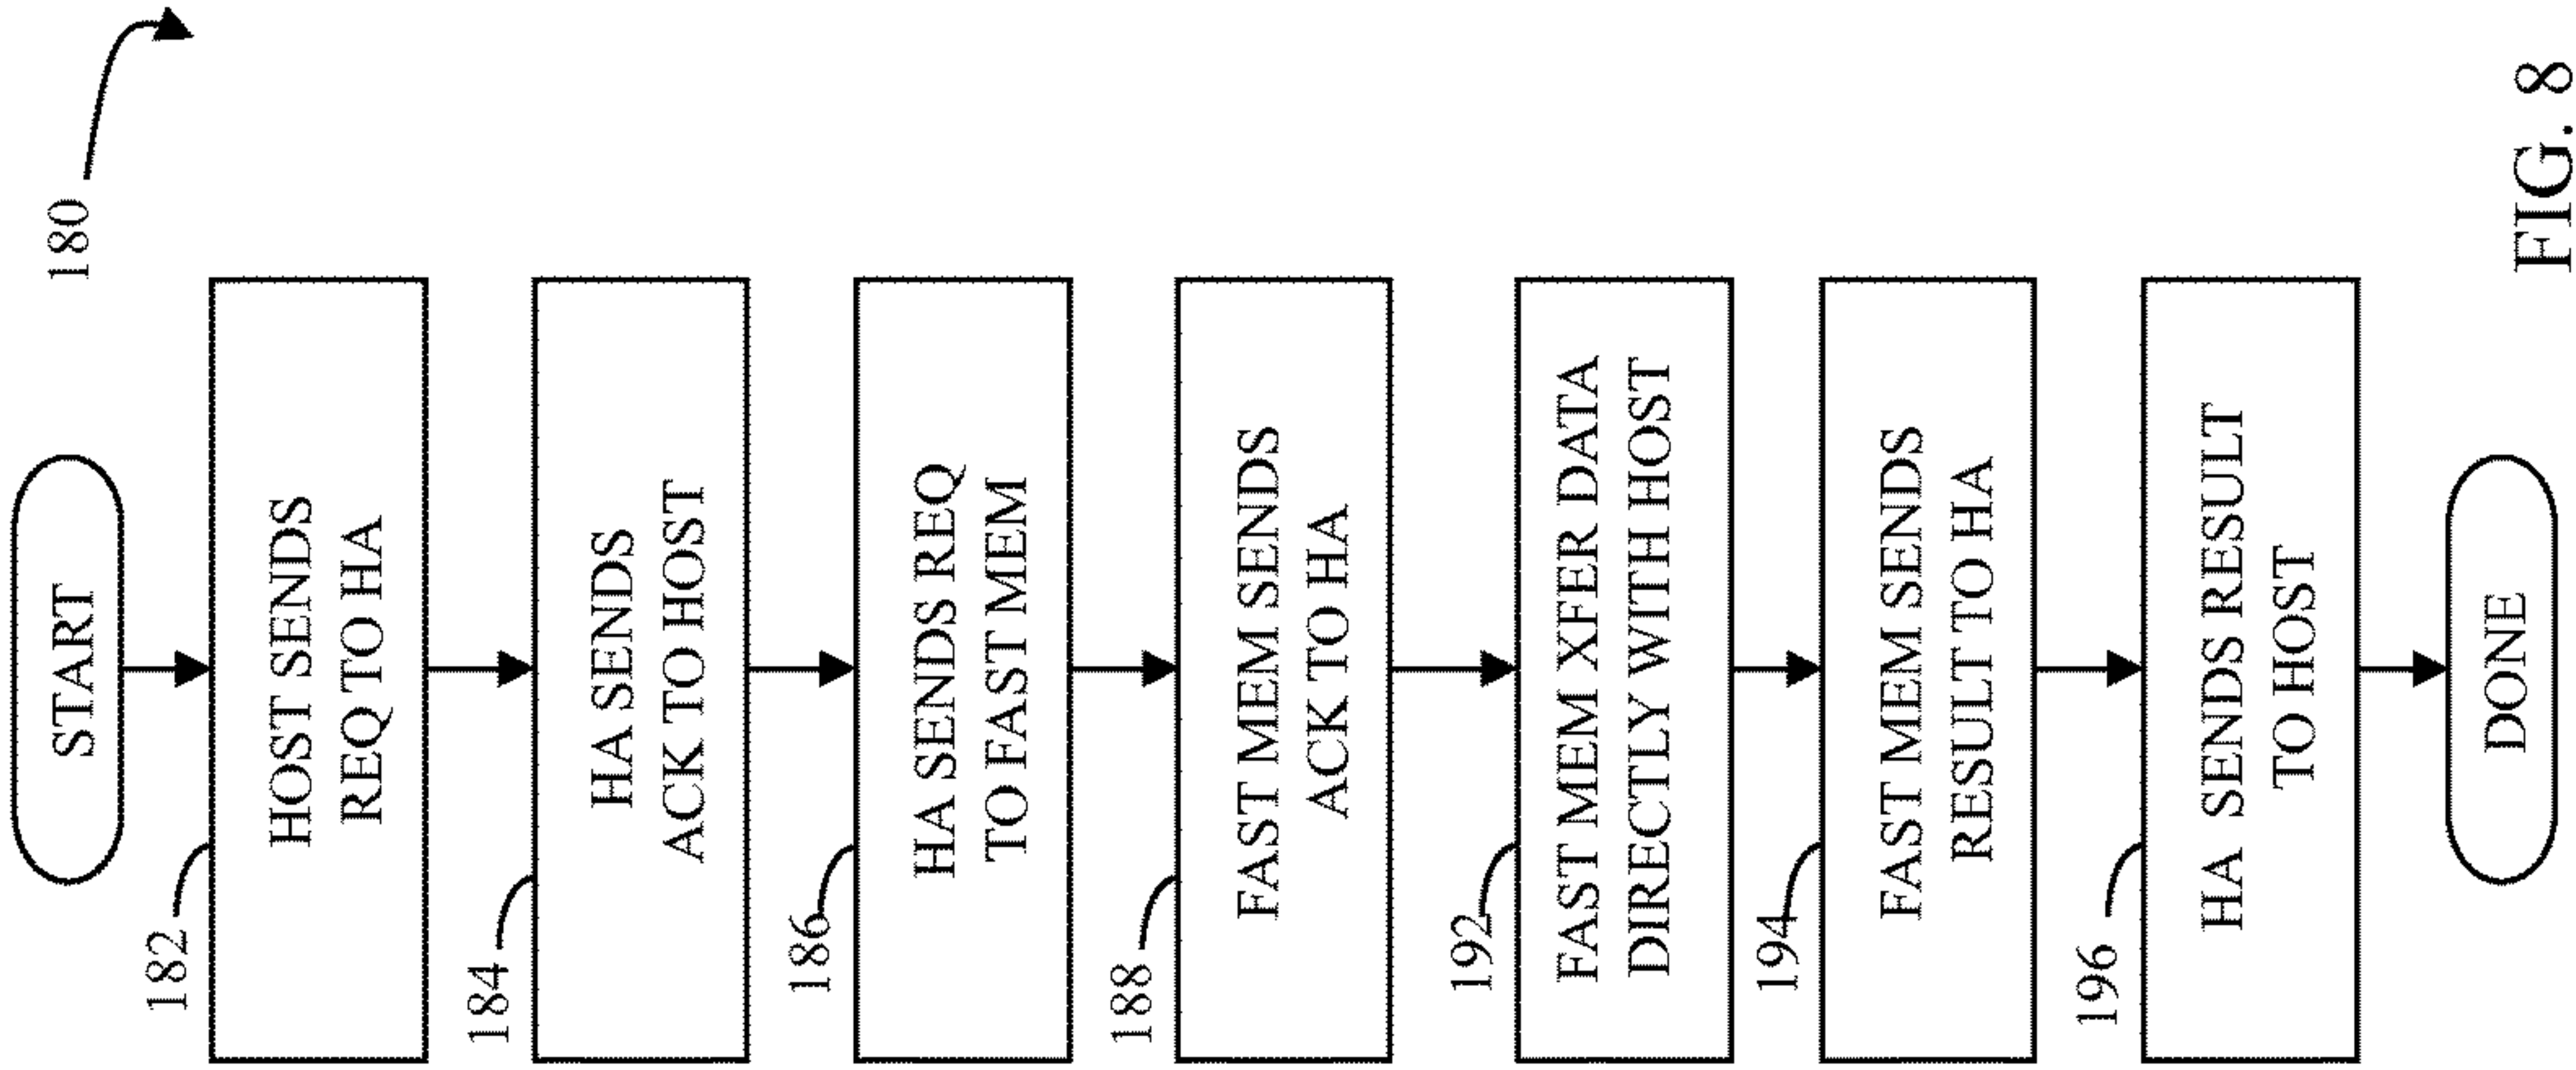 180
START
182
HOST SENDS
REQ TO HA
184
HA SENDS
ACK TO HOST
186
HA SENDS REQ
TO FAST MEM
188
FAST MEM SENDS
ACK TO HA
192
FAST MEM XFER DATA
DIRECTLY WITH HOST
194
FAST MEM SENDS
RESULT TO HA
196
HA SENDS RESULT
TO HOST
DONE
FIG. 8